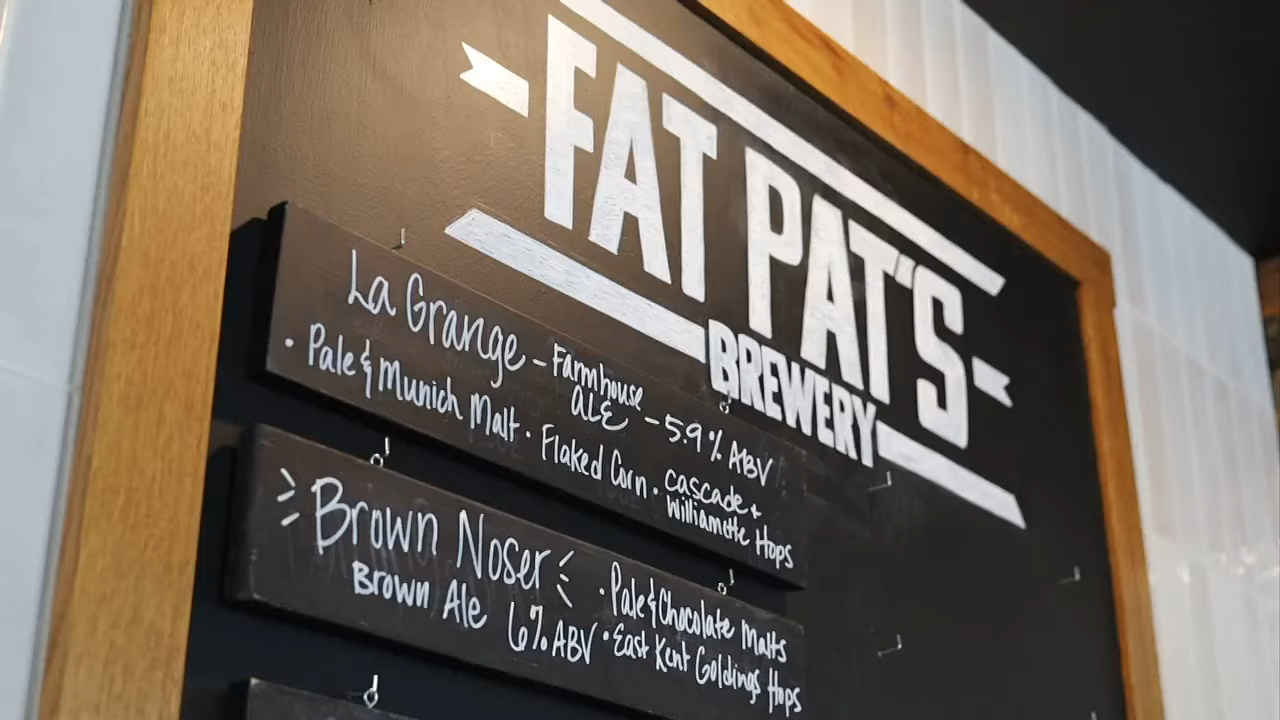 FAT PAT'S
BREWERY
La Grange - Farmhouse ALE - 5.9% ABV
• Pale & Munich Malt • Flaked Corn • cascade + Williamette Hops
Brown Noser
Brown Ale 6% ABV
• Pale & Chocolate Malts
• East Kent Goldings Hops